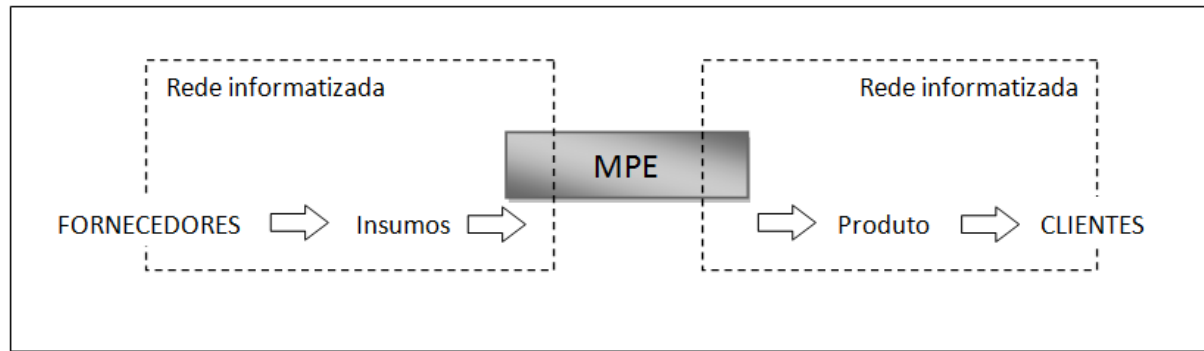 Rede informatizada
Rede informatizada
MPE
FORNECEDORES Insumos Produto CLIENTES